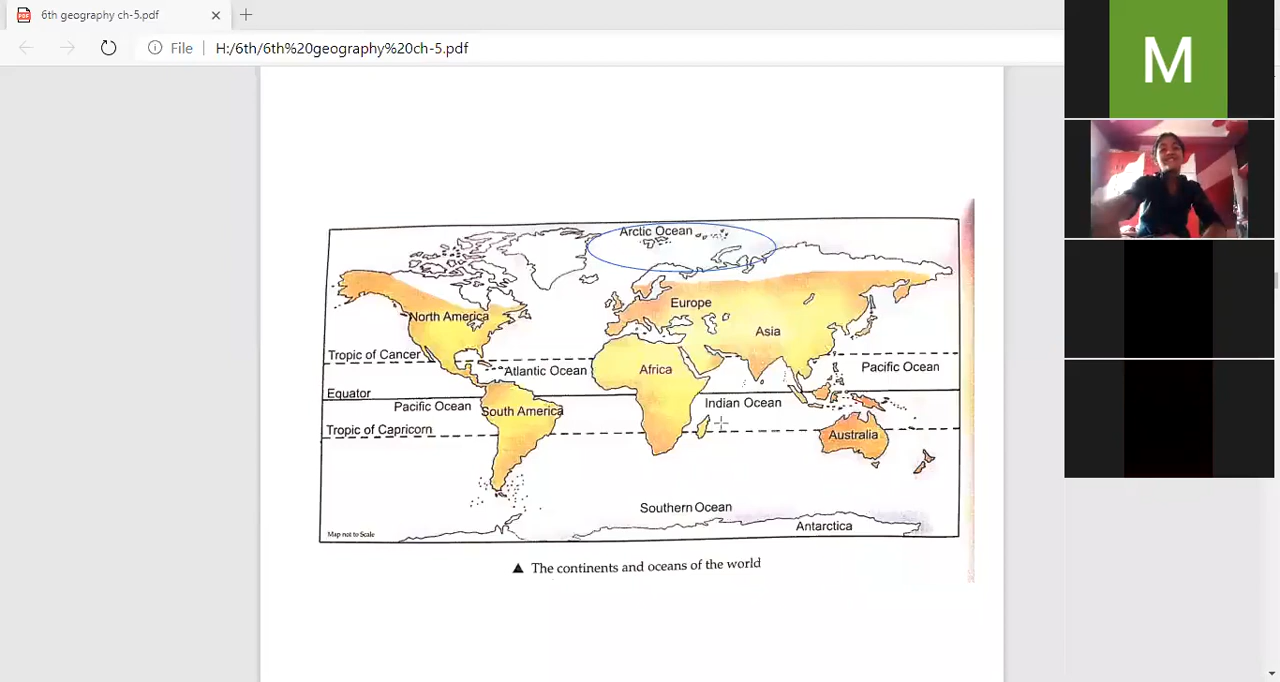 6th geography ch-5.pdf
File
H:/6th/6th%20geography%20ch-5.pdf
M
Arctic Ocean
Europe
North America
Asia
Tropic of Cancer
Atlantic Ocean
Africa
Pacific Ocean
Equator
Pacific Ocean
South America
Indian Ocean
Tropic of Capricorn
Australia
Southern Ocean
Antarctica
Map not to Scale
▲ The continents and oceans of the world